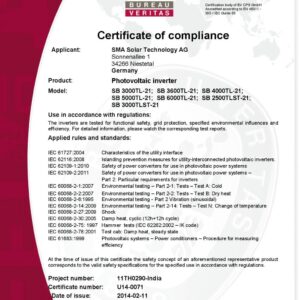 BUREAU
VERITAS
Certification body of BV CPS GmbH
Accredited according to EN 45011 -
ISO / IEC Guide 65
Certificate of compliance
Applicant: SMA Solar Technology AG
Sonnenallee 1
34266 Niestetal
Germany
Product: Photovoltaic inverter
Model: SB 3000TL-21; SB 3600TL-21; SB 4000TL-21;
SB 5000TL-21; SB 6000TL-21; SB 2500TLST-21;
SB 3000TLST-21
Use in accordance with regulations:
The inverters are tested for functional safety, grid protection, specified environmental influences and
efficiency. For detailed information, please watch the corresponding test reports.
Applied rules and standards:
IEC 61727:2004 Characteristics of the utility interface
IEC 62116:2008 Islanding prevention measures for utility-interconnected photovoltaic inverters
IEC 62109-1:2010 Safety of power converters for use in photovoltaic power systems
IEC 62109-2:2011 Safety of power converters for use in photovoltaic power systems –
Part 2: Particular requirements for inverters
IEC 60068-2-1:2007 Environmental testing – Part 2-1: Tests – Test A: Cold
IEC 60068-2-2:2007 Environmental testing – Part 2-2: Tests – Test B: Dry heat
IEC 60068-2-6:1995 Environmental testing – Part 2 Vibration (sinusoidal)
IEC 60068-2-14:2009 Environmental testing – Part 2-14: Tests – Test N: Change of temperature
IEC 60068-2-27:2009 Shock
IEC 60068-2-30:2005 Damp heat, cyclic (12h+12h cycle)
IEC 60068-2-75: 1997 Hammer tests (IEC 62262:2002 – IK code)
IEC 60068-2-78: 2001 Test cab: Damp heat, steady state
IEC 61683:1999 Photovoltaic systems – Power conditioners – Procedure for measuring
efficiency
At the time of issue of this certificate the safety concept of an aforementioned representative product
corresponds to the valid safety specifications for the specified use in accordance with regulations.
Project number: 11TH0290-India
Certificate number: U14-0071
Date of issue: 2014-02-11